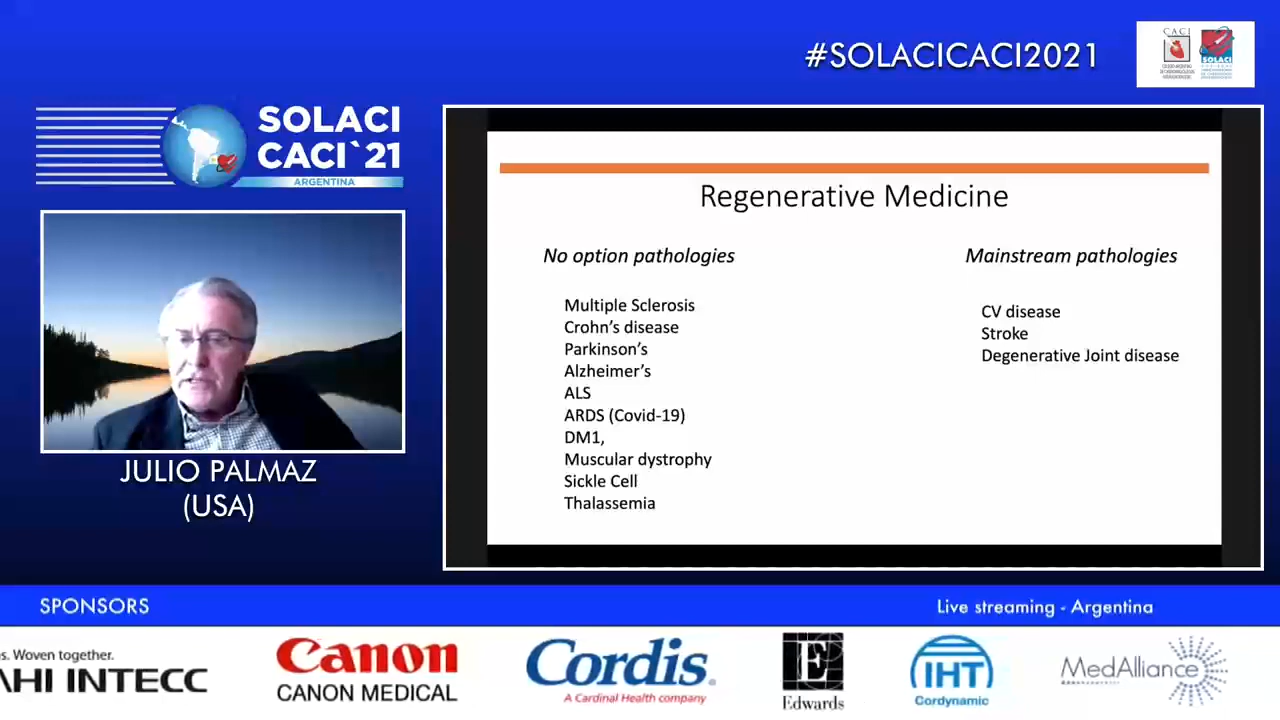 #SOLACICACI2021
CACI
SOLACI
SOLACI
CACI`21
ARGENTINA
Regenerative Medicine
No option pathologies
Mainstream pathologies
Multiple Sclerosis
Crohn’s disease
Parkinson’s
Alzheimer’s
ALS
ARDS (Covid-19)
DM1,
Muscular dystrophy
Sickle Cell
Thalassemia
CV disease
Stroke
Degenerative Joint disease
JULIO PALMAZ
(USA)
SPONSORS
Live streaming - Argentina
s. Woven together.
AHI INTECC
Canon
CANON MEDICAL
Cordis
A Cardinal Health company
E
Edwards
IHT
Cordynamic
MedAlliance